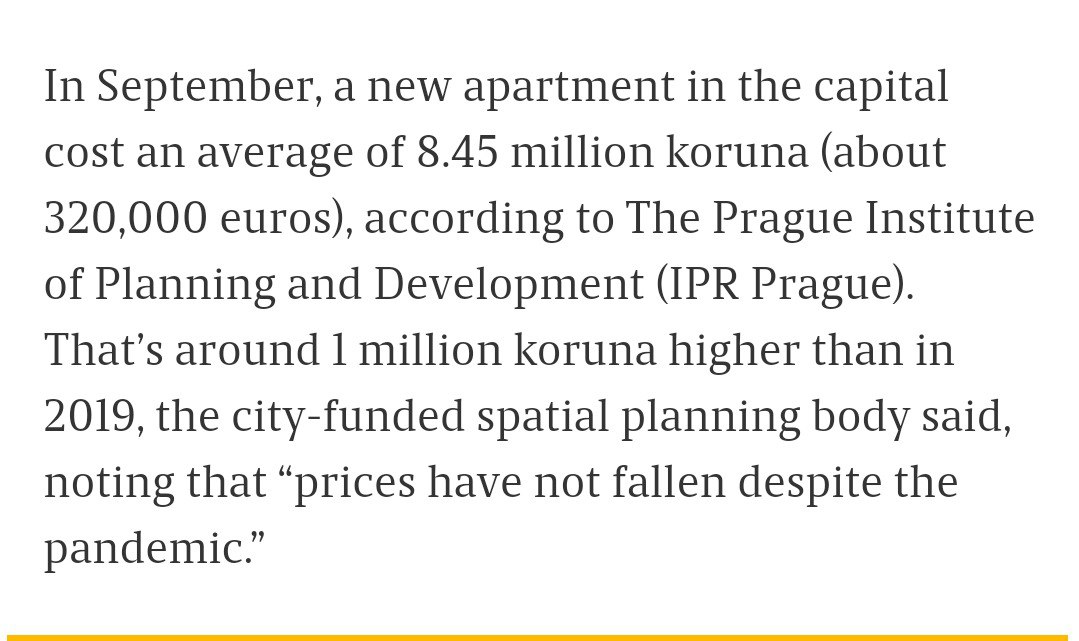 In September, a new apartment in the capital
cost an average of 8.45 million koruna (about
320,000 euros), according to The Prague Institute
of Planning and Development (IPR Prague).
That’s around 1 million koruna higher than in
2019, the city-funded spatial planning body said,
noting that “prices have not fallen despite the
pandemic.”